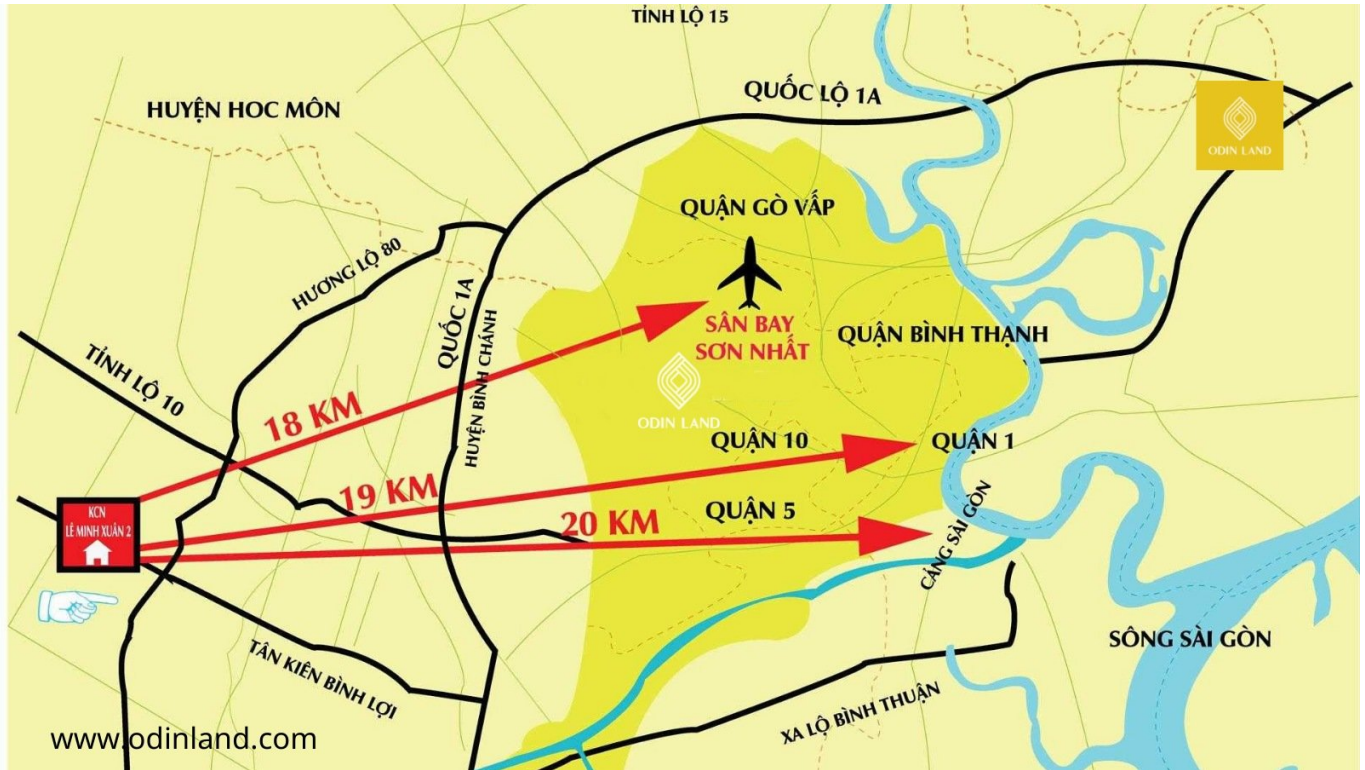 TỈNH LỘ 15
QUỐC LỘ 1A
HUYỆN HOC MÔN
ODIN LAND
QUẬN GÒ VẤP
HƯƠNG LỘ 80
QUỐC 1A
HUYỆN BÌNH CHÁNH
SÂN BAY
SƠN NHẤT
QUẬN BÌNH THẠNH
TỈNH LỘ 10
18 KM
ODIN LAND
QUẬN 10
QUẬN 1
19 KM
QUẬN 5
20 KM
KCN
LÊ MINH XUÂN 2
CẢNG SÀI GÒN
SÔNG SÀI GÒN
TÂN KIÊN BÌNH LỢI
XA LỘ BÌNH THUẬN
www.odinland.com